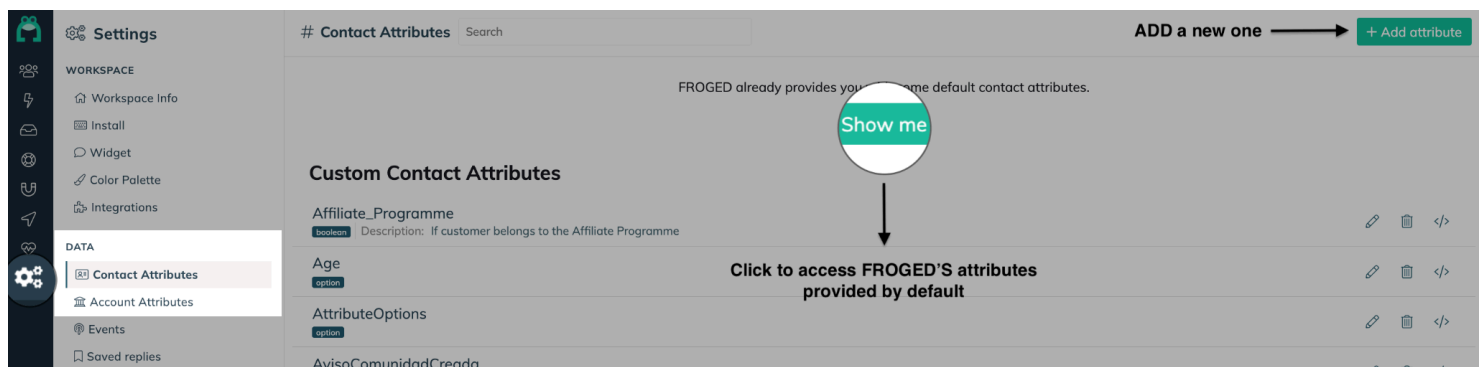 Settings
WORKSPACE
Workspace Info
Install
Widget
Color Palette
Integrations
DATA
Contact Attributes
Account Attributes
Events
Saved replies
# Contact Attributes Search
ADD a new one
+ Add attribute
FROGED already provides you ome default contact attributes.
Show me
Custom Contact Attributes
Affiliate_Programme
boolean Description: If customer belongs to the Affiliate Programme
Age
option
Click to access FROGED'S attributes
provided by default
AttributeOptions
option
AvisoComunidadCreada